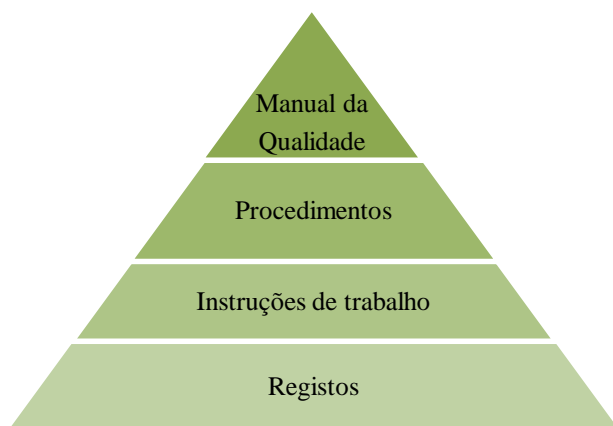 Manual da
Qualidade
Procedimentos
Instruções de trabalho
Registos